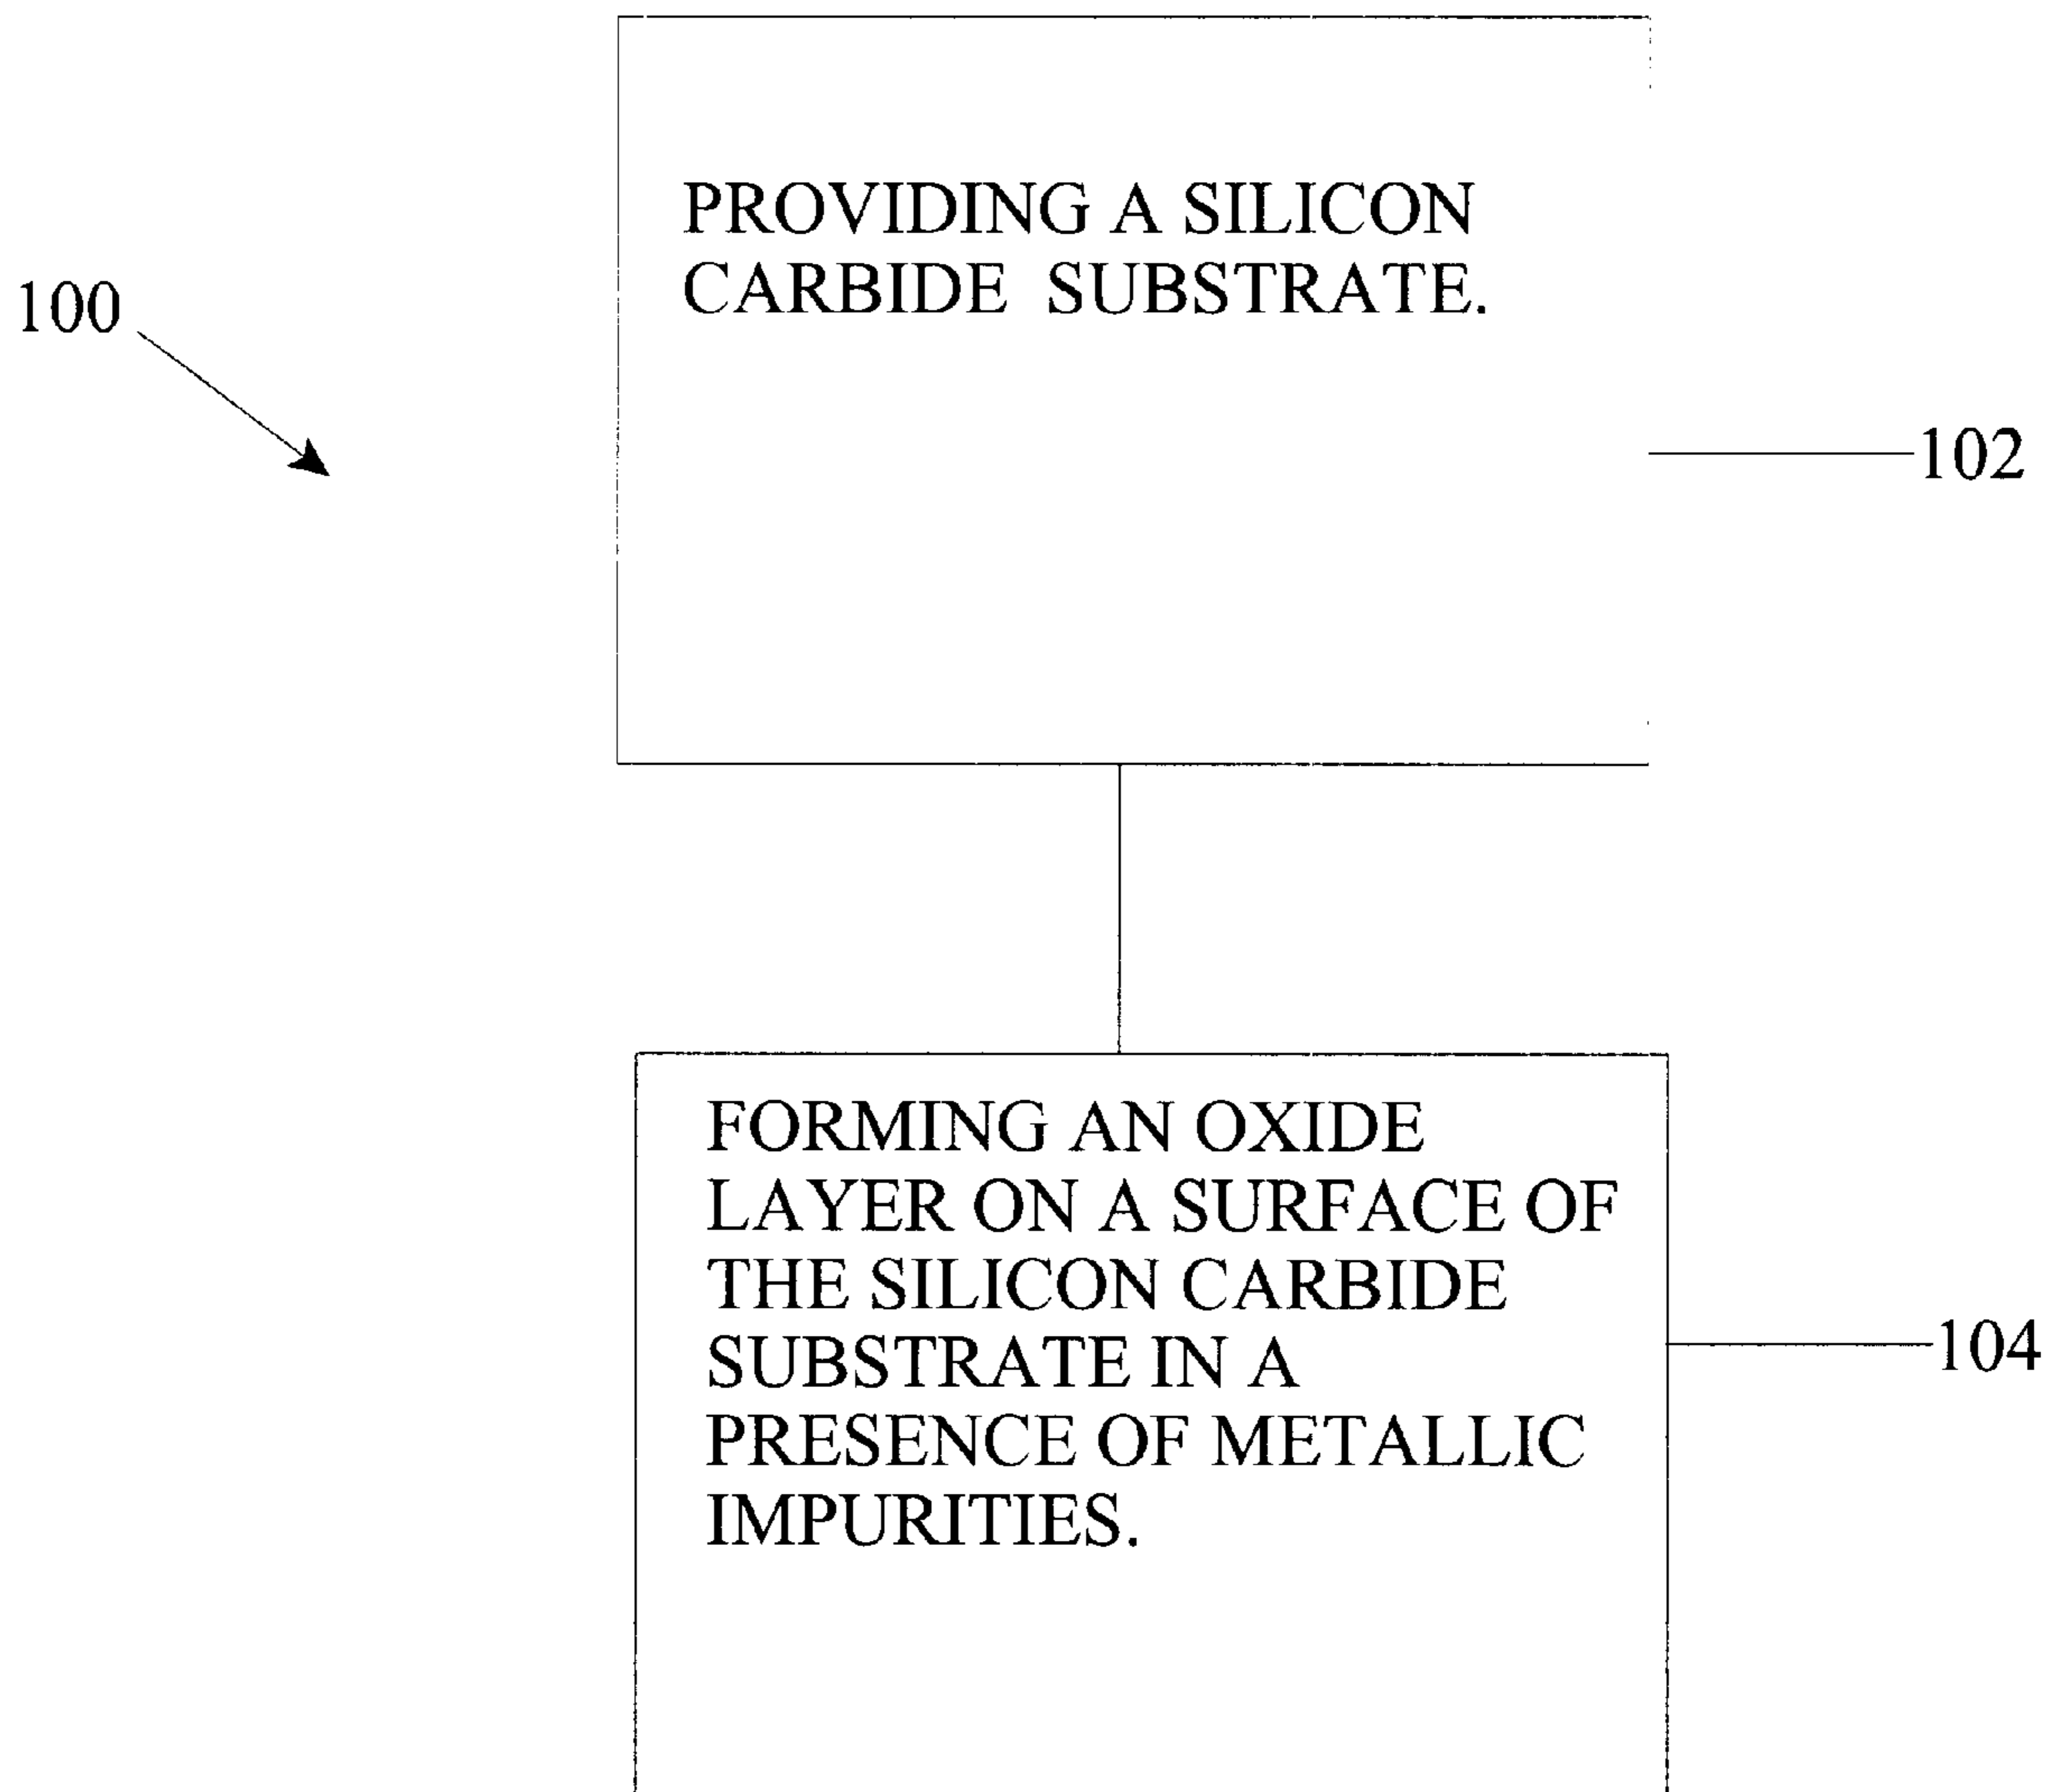 PROVIDING A SILICON
CARBIDE SUBSTRATE.
100
102
FORMING AN OXIDE
LAYER ON A SURFACE OF
THE SILICON CARBIDE
SUBSTRATE IN A
PRESENCE OF METALLIC
IMPURITIES.
104